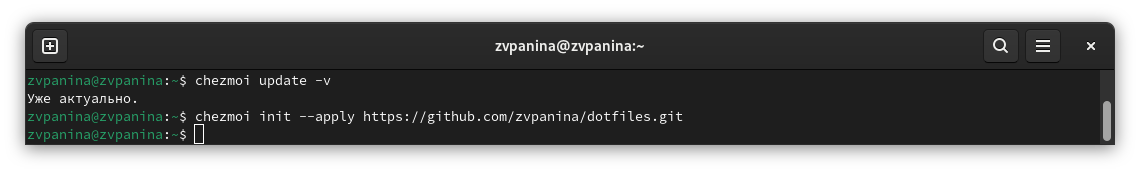 zvpanina@zvpanina:~
zvpanina@zvpanina:~$ chezmoi update -v
Уже актуально.
zvpanina@zvpanina:~$ chezmoi init --apply https://github.com/zvpanina/dotfiles.git
zvpanina@zvpanina:~$